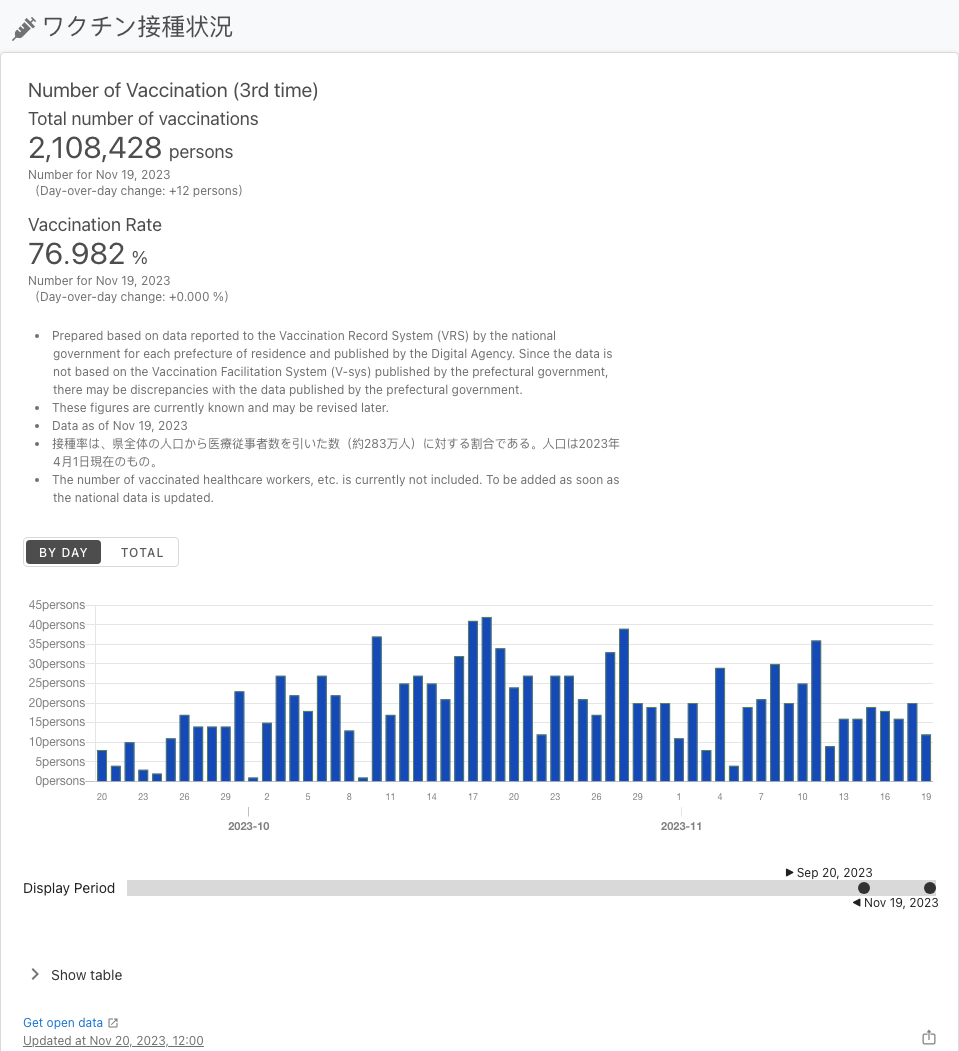 ワクチン接種状況
Number of Vaccination (3rd time)
Total number of vaccinations
2,108,428 persons
Number for Nov 19, 2023
(Day-over-day change: +12 persons)
Vaccination Rate
76.982 %
Number for Nov 19, 2023
(Day-over-day change: +0.000 %)
• Prepared based on data reported to the Vaccination Record System (VRS) by the national
government for each prefecture of residence and published by the Digital Agency. Since the data is
not based on the Vaccination Facilitation System (V-sys) published by the prefectural government,
there may be discrepancies with the data published by the prefectural government.
• These figures are currently known and may be revised later.
• Data as of Nov 19, 2023
• 接種率は、県全体の人口から医療従事者数を引いた数（約283万人）に対する割合である。人口は2023年
4月1日現在のもの。
• The number of vaccinated healthcare workers, etc. is currently not included. To be added as soon as
the national data is updated.
BY DAY TOTAL
45persons
40persons
35persons
30persons
25persons
20persons
15persons
10persons
5persons
0persons
20 23 26 29 2 5 8 11 14 17 20 23 26 29 1 4 7 10 13 16 19
2023-10 2023-11
Sep 20, 2023
Display Period
Nov 19, 2023
Show table
Get open data
Updated at Nov 20, 2023, 12:00